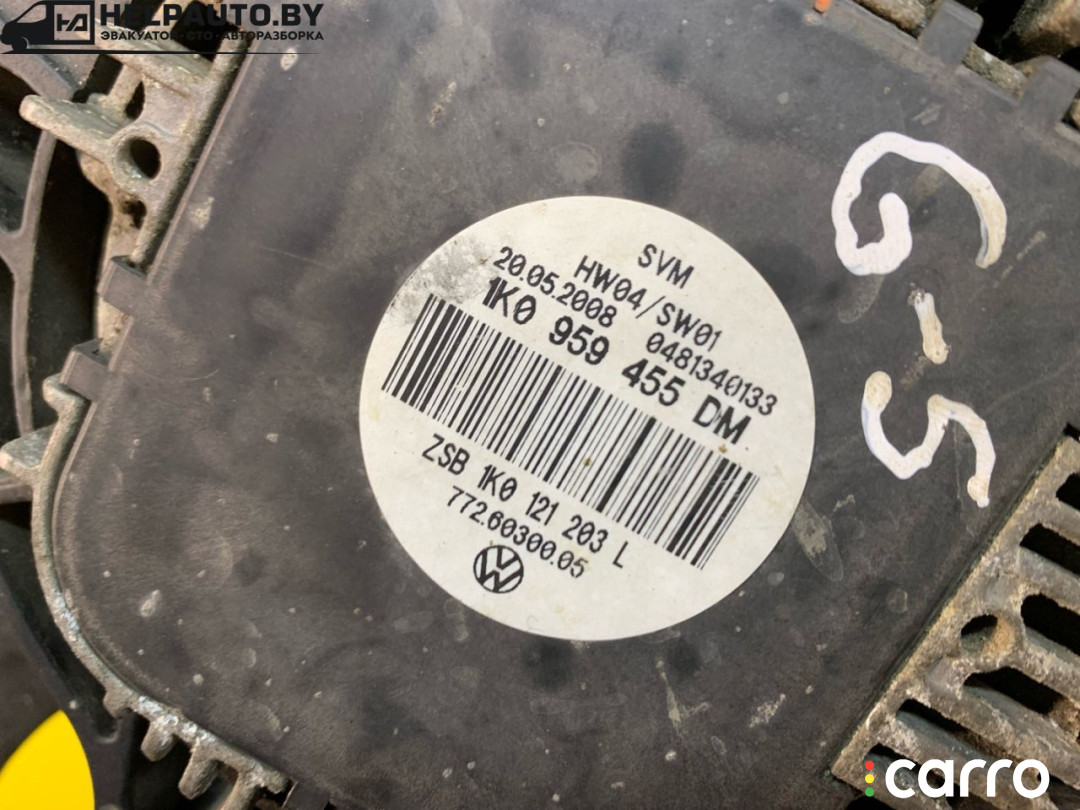 HELPAUTO.BY
ЭВАКУАТОР · СТО · АВТОРАЗБОРКА
SVM
HW04/SW01
20.05.2008 0481340133
1K0 959 455 DM
ZSB 1K0 121 203 L
772.60300.05
G-5
carro